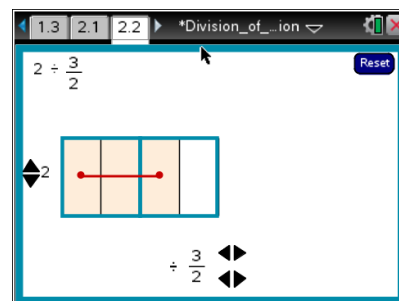 1.3 2.1 2.2 *Division_of_...ion
Reset
2 ÷ 3/2
2
÷ 3/2